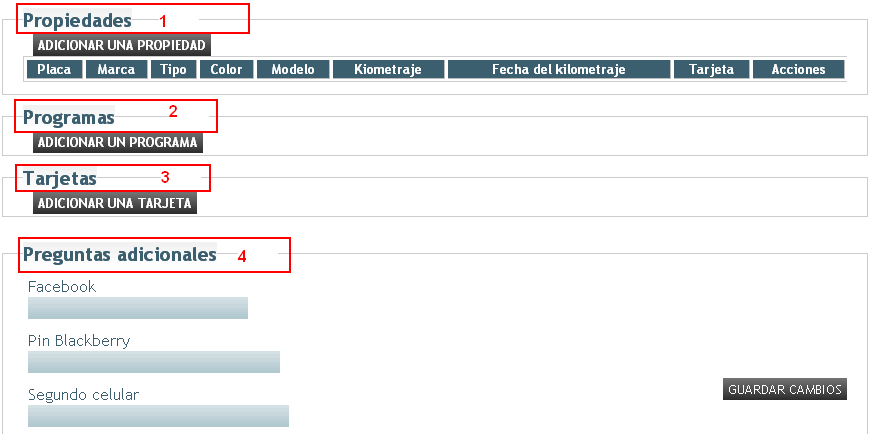 Propiedades 1
ADICIONAR UNA PROPIEDAD
Placa Marca Tipo Color Modelo Kiometraje Fecha del kilometraje Tarjeta Acciones
Programas 2
ADICIONAR UN PROGRAMA
Tarjetas 3
ADICIONAR UNA TARJETA
Preguntas adicionales 4
Facebook
Pin Blackberry
Segundo celular
GUARDAR CAMBIOS